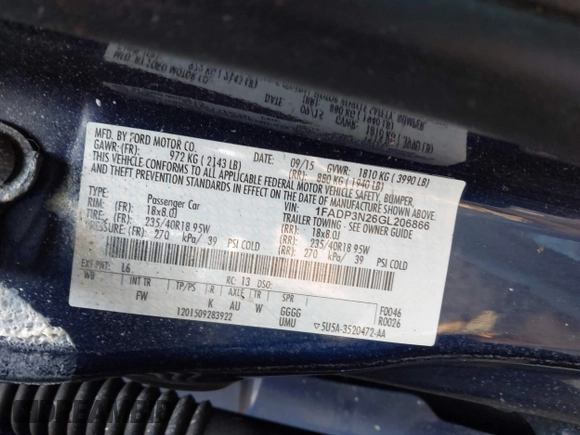 MFD. BY FORD MOTOR CO. DATE: 09/15 GVWR: 1810 KG ( 3990 LB)
GAWR: (FR): 972 KG ( 2143 LB) (RR): 880 KG (1940 LB)
THIS VEHICLE CONFORMS TO ALL APPLICABLE FEDERAL MOTOR VEHICLE SAFETY, BUMPER,
AND THEFT PREVENTION STANDARDS IN EFFECT ON THE DATE OF MANUFACTURE SHOWN ABOVE.
VIN: 1FADP3N26GL206866
TYPE: Passenger Car TRAILER TOWING - SEE OWNER GUIDE
RIM: (FR): 18x8.0J (RR): 18x8.0J
TIRE: (FR): 235/40R18 95W (RR): 235/40R18 95W
PRESSURE: (FR): 270 kPa/ 39 PSI COLD (RR): 270 kPa/ 39 PSI COLD
EXT PNT: L6 RC: 13 DSO: F0046
WB INT TR TP/PS R AXLE TR SPR R0026
FW K AU W GGGG
UMU ▽5U5A-3520472-AA
1201509283922